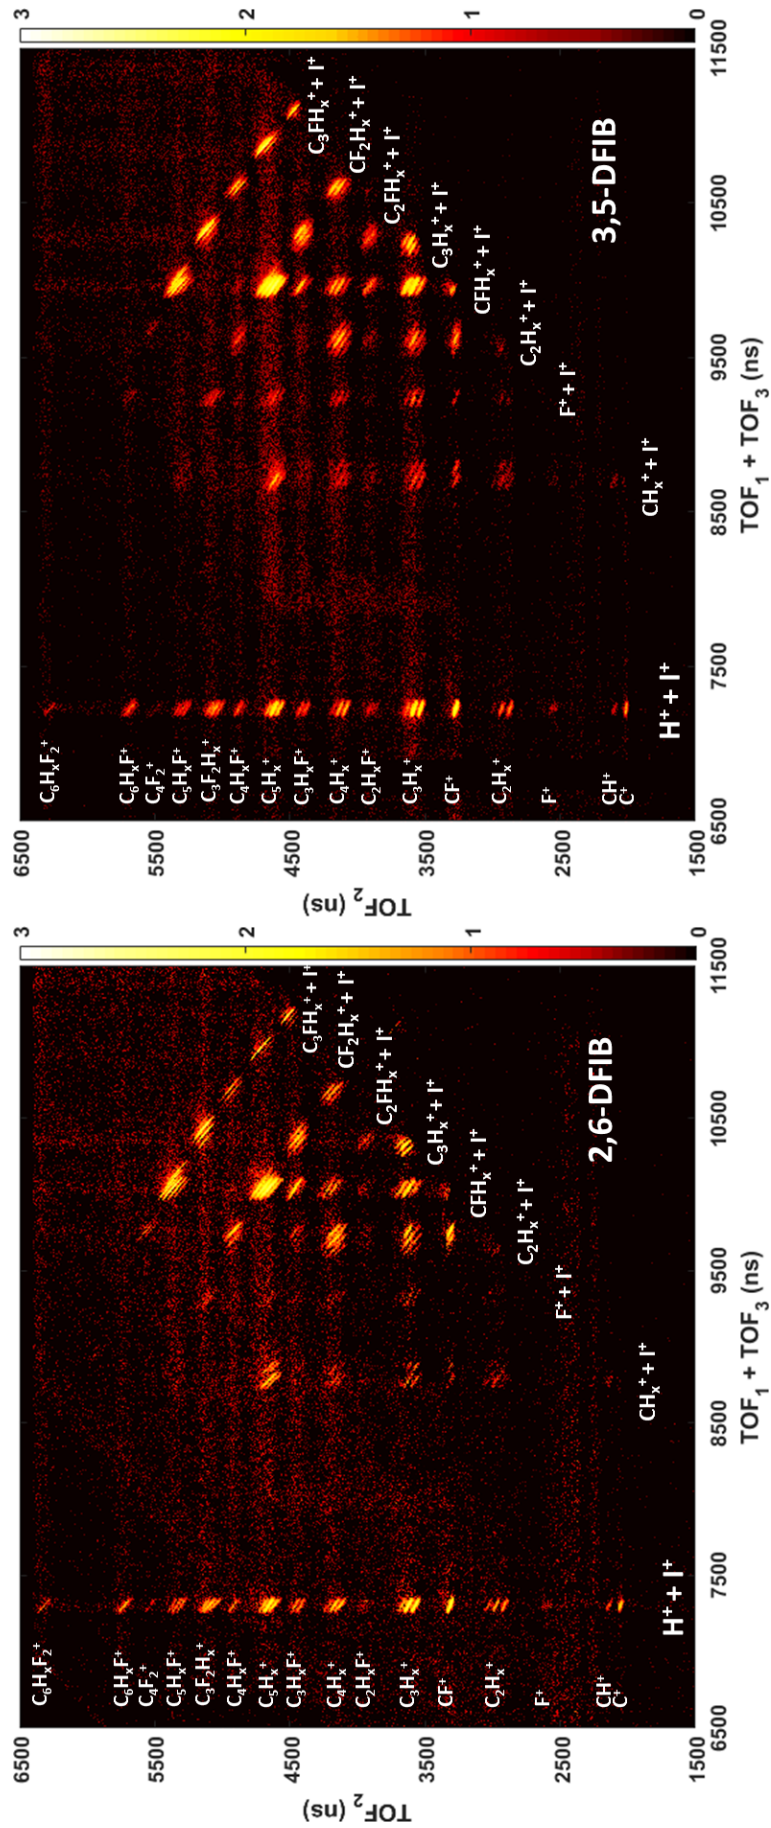 TOF2 (ns)
6500
5500
4500
3500
2500
1500
C6HxF2+
C6HxF+
C4F2+
C5HxF+
C3F2Hx+
C4HxF+
C5Hx+
C3HxF+
C4Hx+
C2HxF+
C3Hx+
CF+
C2Hx+
F+
CH+
C+
H+ + I+
CHx+ + I+
F+ + I+
C2Hx+ + I+
CFHx+ + I+
C3Hx+ + I+
C2FHx+ + I+
CF2Hx+ + I+
C3FHx+ + I+
2,6-DFIB
6500
7500
8500
9500
10500
11500
TOF1 + TOF3 (ns)
3
2
1
0
TOF2 (ns)
6500
5500
4500
3500
2500
1500
C6HxF2+
C6HxF+
C4F2+
C5HxF+
C3F2Hx+
C4HxF+
C5Hx+
C3HxF+
C4Hx+
C2HxF+
C3Hx+
CF+
C2Hx+
F+
CH+
C+
H+ + I+
CHx+ + I+
F+ + I+
C2Hx+ + I+
CFHx+ + I+
C3Hx+ + I+
C2FHx+ + I+
CF2Hx+ + I+
C3FHx+ + I+
3,5-DFIB
6500
7500
8500
9500
10500
11500
TOF1 + TOF3 (ns)
3
2
1
0